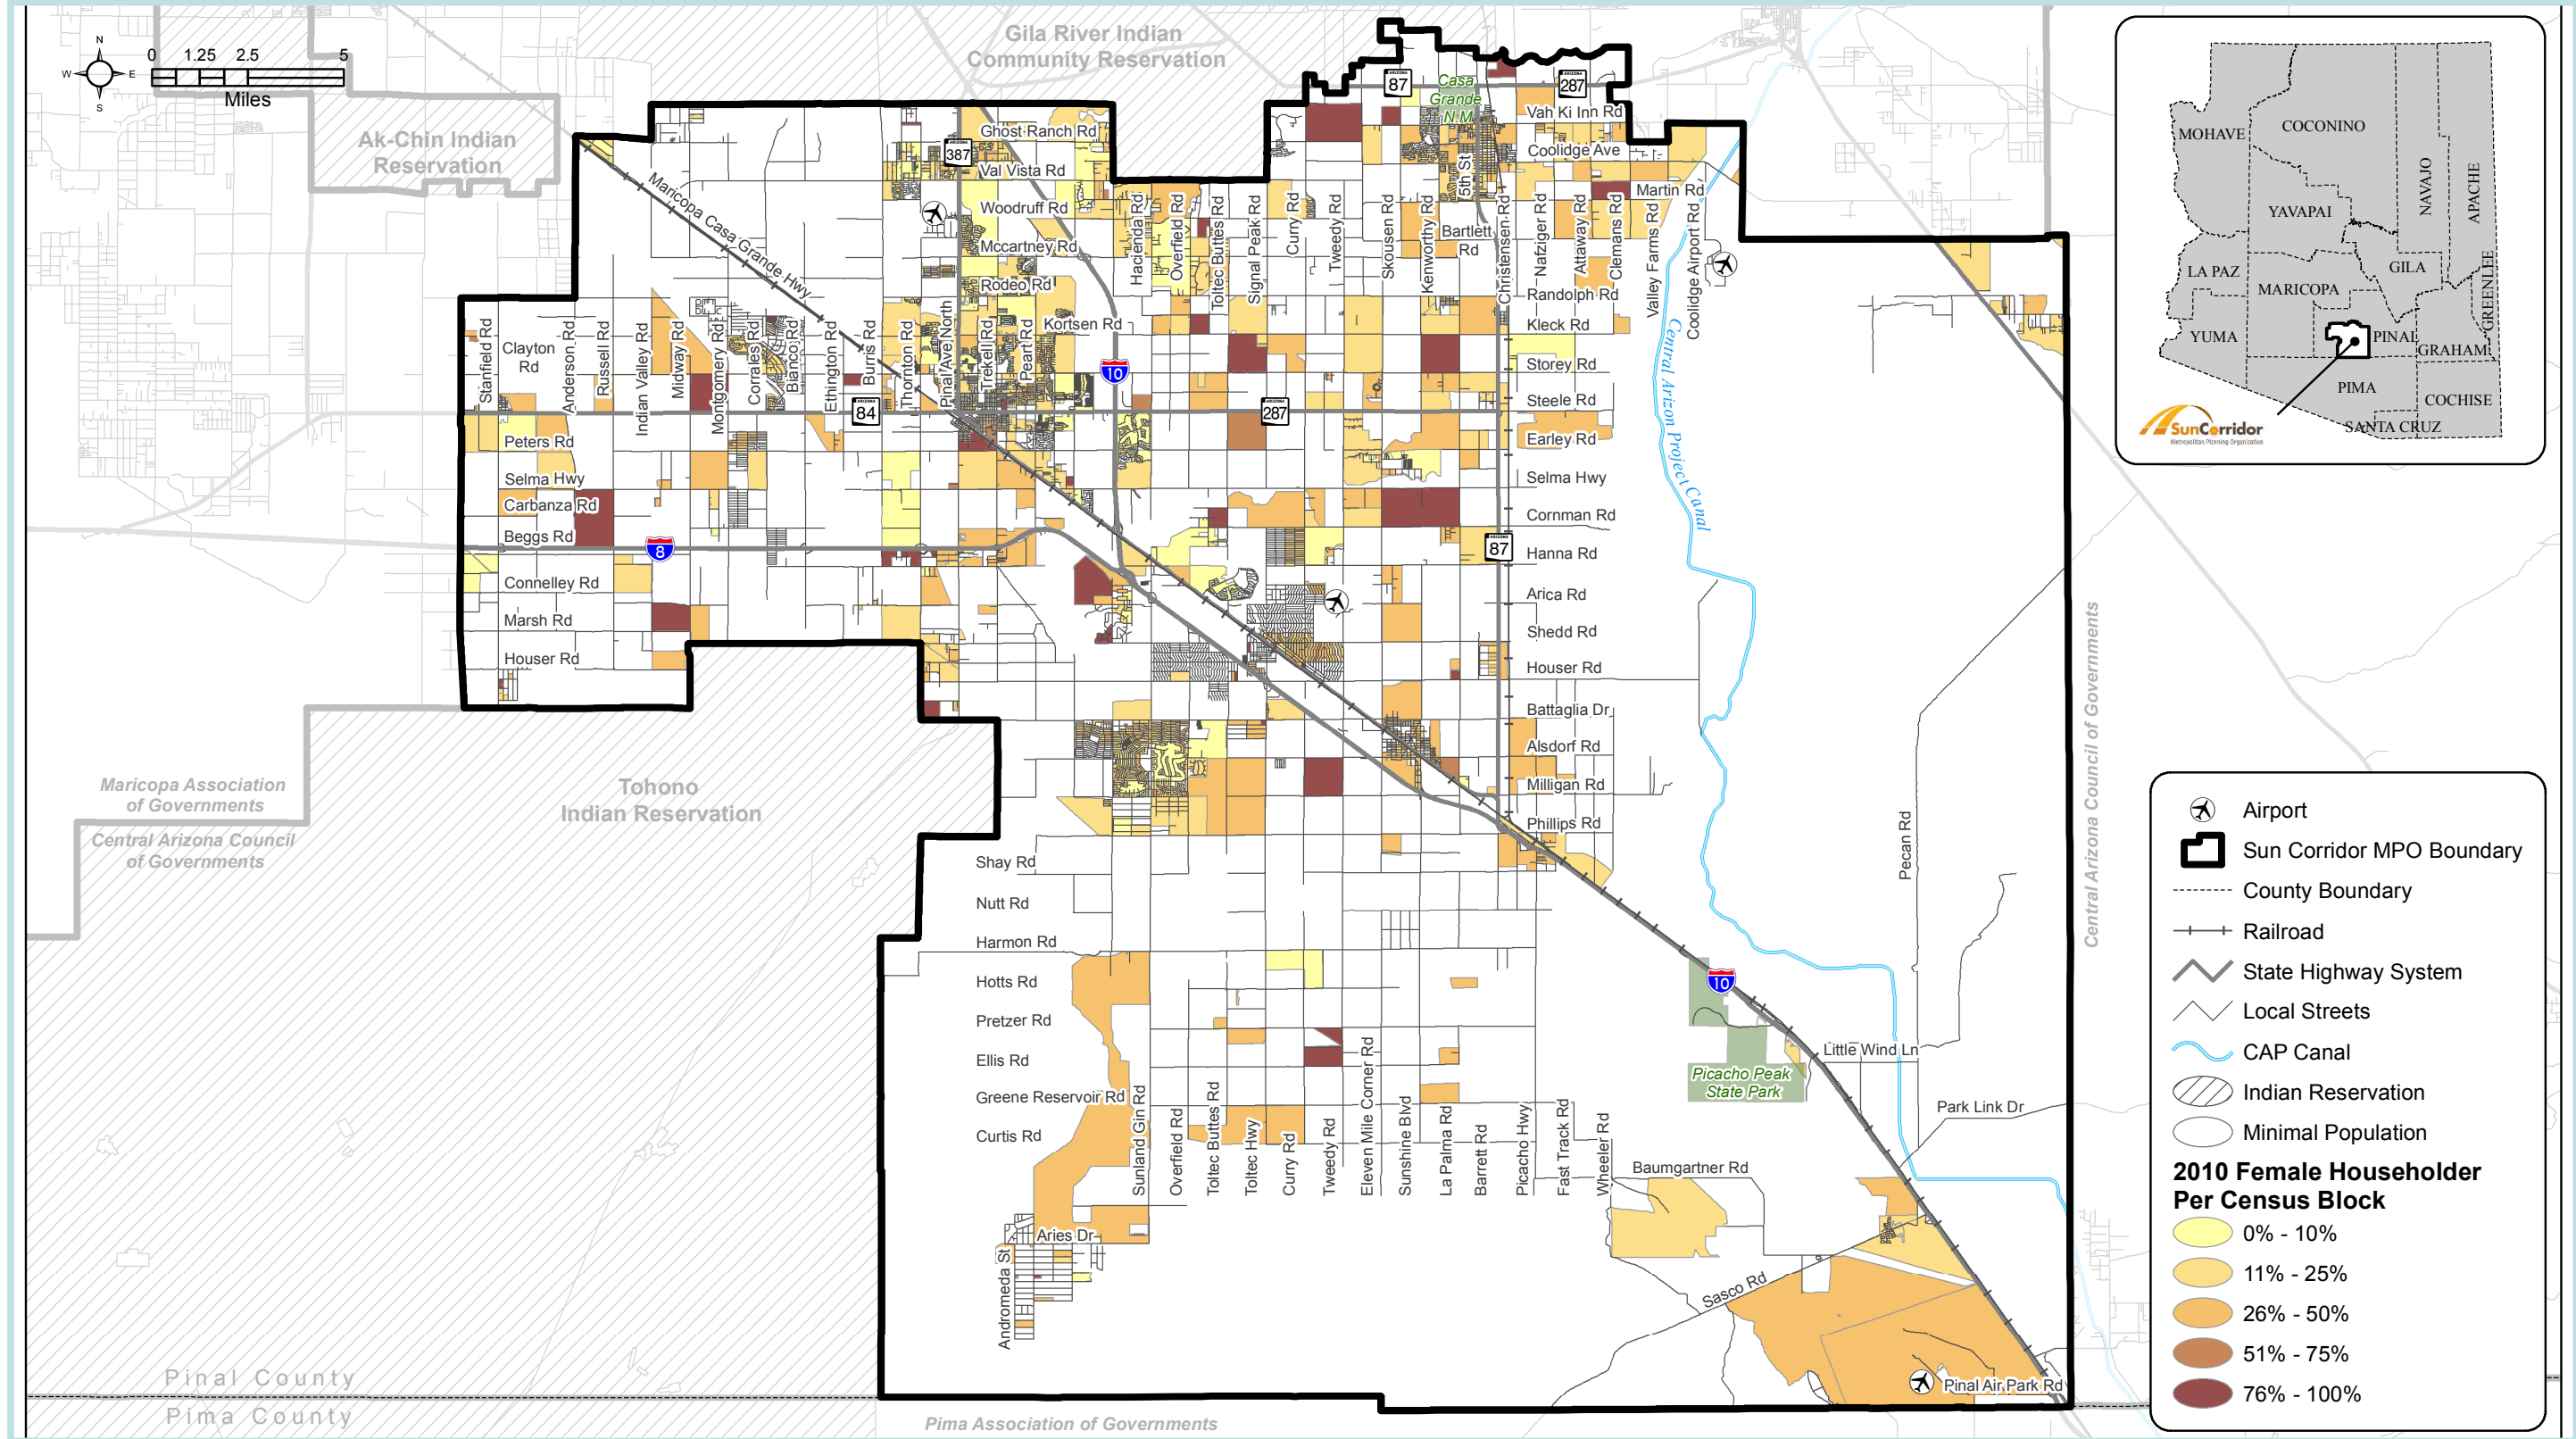 N
W E
S
0 1.25 2.5 5
Miles
Gila River Indian
Community Reservation
Ak-Chin Indian
Reservation
Casa
Grande
N.M.
ARIZONA
87
ARIZONA
287
ARIZONA
387
Ghost Ranch Rd
Val Vista Rd
Woodruff Rd
Mccartney Rd
Rodeo Rd
Kortsen Rd
Maricopa Casa Grande Hwy
Vah Ki Inn Rd
Coolidge Ave
Martin Rd
Bartlett
Rd
Randolph Rd
Kleck Rd
Storey Rd
Steele Rd
Earley Rd
Selma Hwy
Cornman Rd
Hanna Rd
Arica Rd
Shedd Rd
Houser Rd
Battaglia Dr
Alsdorf Rd
Milligan Rd
Phillips Rd
5th St
Hacienda Rd
Overfield Rd
Toltec Buttes Rd
Signal Peak Rd
Curry Rd
Tweedy Rd
Skousen Rd
Kenworthy Rd
Christensen Rd
Nafziger Rd
Attaway Rd
Clemans Rd
Valley Farms Rd
Coolidge Airport Rd
Central Arizon Project Canal
Stanfield Rd
Clayton
Rd
Anderson Rd
Russell Rd
Indian Valley Rd
Midway Rd
Montgomery Rd
Corrales Rd
Bianco Rd
Ethington Rd
Burris Rd
Thornton Rd
Pinal Ave North
Trekell Rd
Peart Rd
10
ARIZONA
84
ARIZONA
287
ARIZONA
87
8
Peters Rd
Selma Hwy
Carbanza Rd
Beggs Rd
Connelley Rd
Marsh Rd
Houser Rd
Maricopa Association
of Governments
Central Arizona Council
of Governments
Tohono
Indian Reservation
Shay Rd
Nutt Rd
Harmon Rd
Hotts Rd
Pretzer Rd
Ellis Rd
Greene Reservoir Rd
Curtis Rd
Aries Dr
Andromeda St
Sunland Gin Rd
Overfield Rd
Toltec Buttes Rd
Toltec Hwy
Curry Rd
Tweedy Rd
Eleven Mile Corner Rd
Sunshine Blvd
La Palma Rd
Barrett Rd
Picacho Hwy
Fast Track Rd
Wheeler Rd
10
Picacho Peak
State Park
Pecan Rd
Little Wind Ln
Park Link Dr
Baumgartner Rd
Sasco Rd
Pinal Air Park Rd
Central Arizona Council of Governments
Pinal County
Pima County
Pima Association of Governments
MOHAVE
COCONINO
NAVAJO
APACHE
YAVAPAI
LA PAZ
GILA
MARICOPA
GREENLEE
YUMA
PINAL
GRAHAM
PIMA
COCHISE
SANTA CRUZ
SunCorridor
Metropolitan Planning Organization
Airport
Sun Corridor MPO Boundary
County Boundary
Railroad
State Highway System
Local Streets
CAP Canal
Indian Reservation
Minimal Population
2010 Female Householder
Per Census Block
0% - 10%
11% - 25%
26% - 50%
51% - 75%
76% - 100%